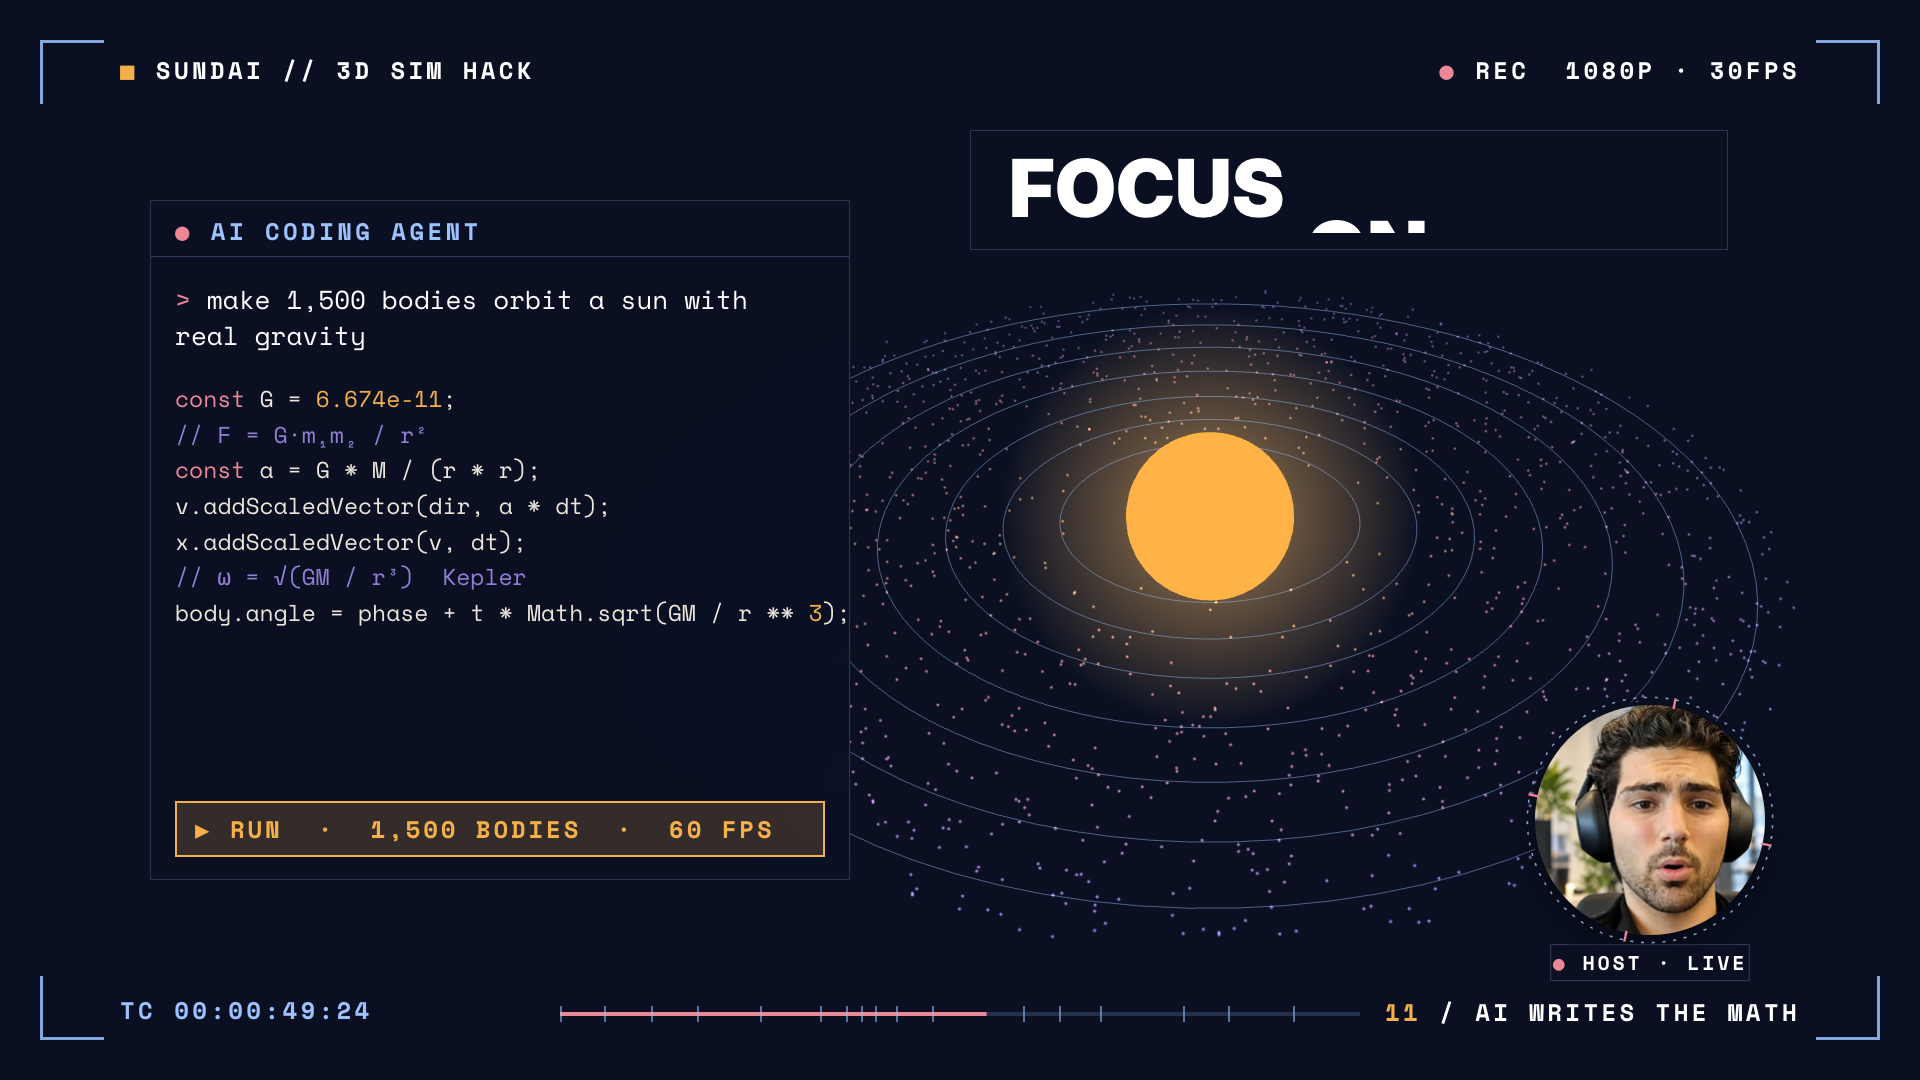 ■ SUNDAI // 3D SIM HACK
● REC 1080P · 30FPS
FOCUS
● AI CODING AGENT
> make 1,500 bodies orbit a sun with
real gravity
const G = 6.674e-11;
// F = G·m₁m₂ / r²
const a = G * M / (r * r);
v.addScaledVector(dir, a * dt);
x.addScaledVector(v, dt);
// ω = √(GM / r³)  Kepler
body.angle = phase + t * Math.sqrt(GM / r ** 3);
▶ RUN · 1,500 BODIES · 60 FPS
● HOST · LIVE
TC 00:00:49:24
11 / AI WRITES THE MATH